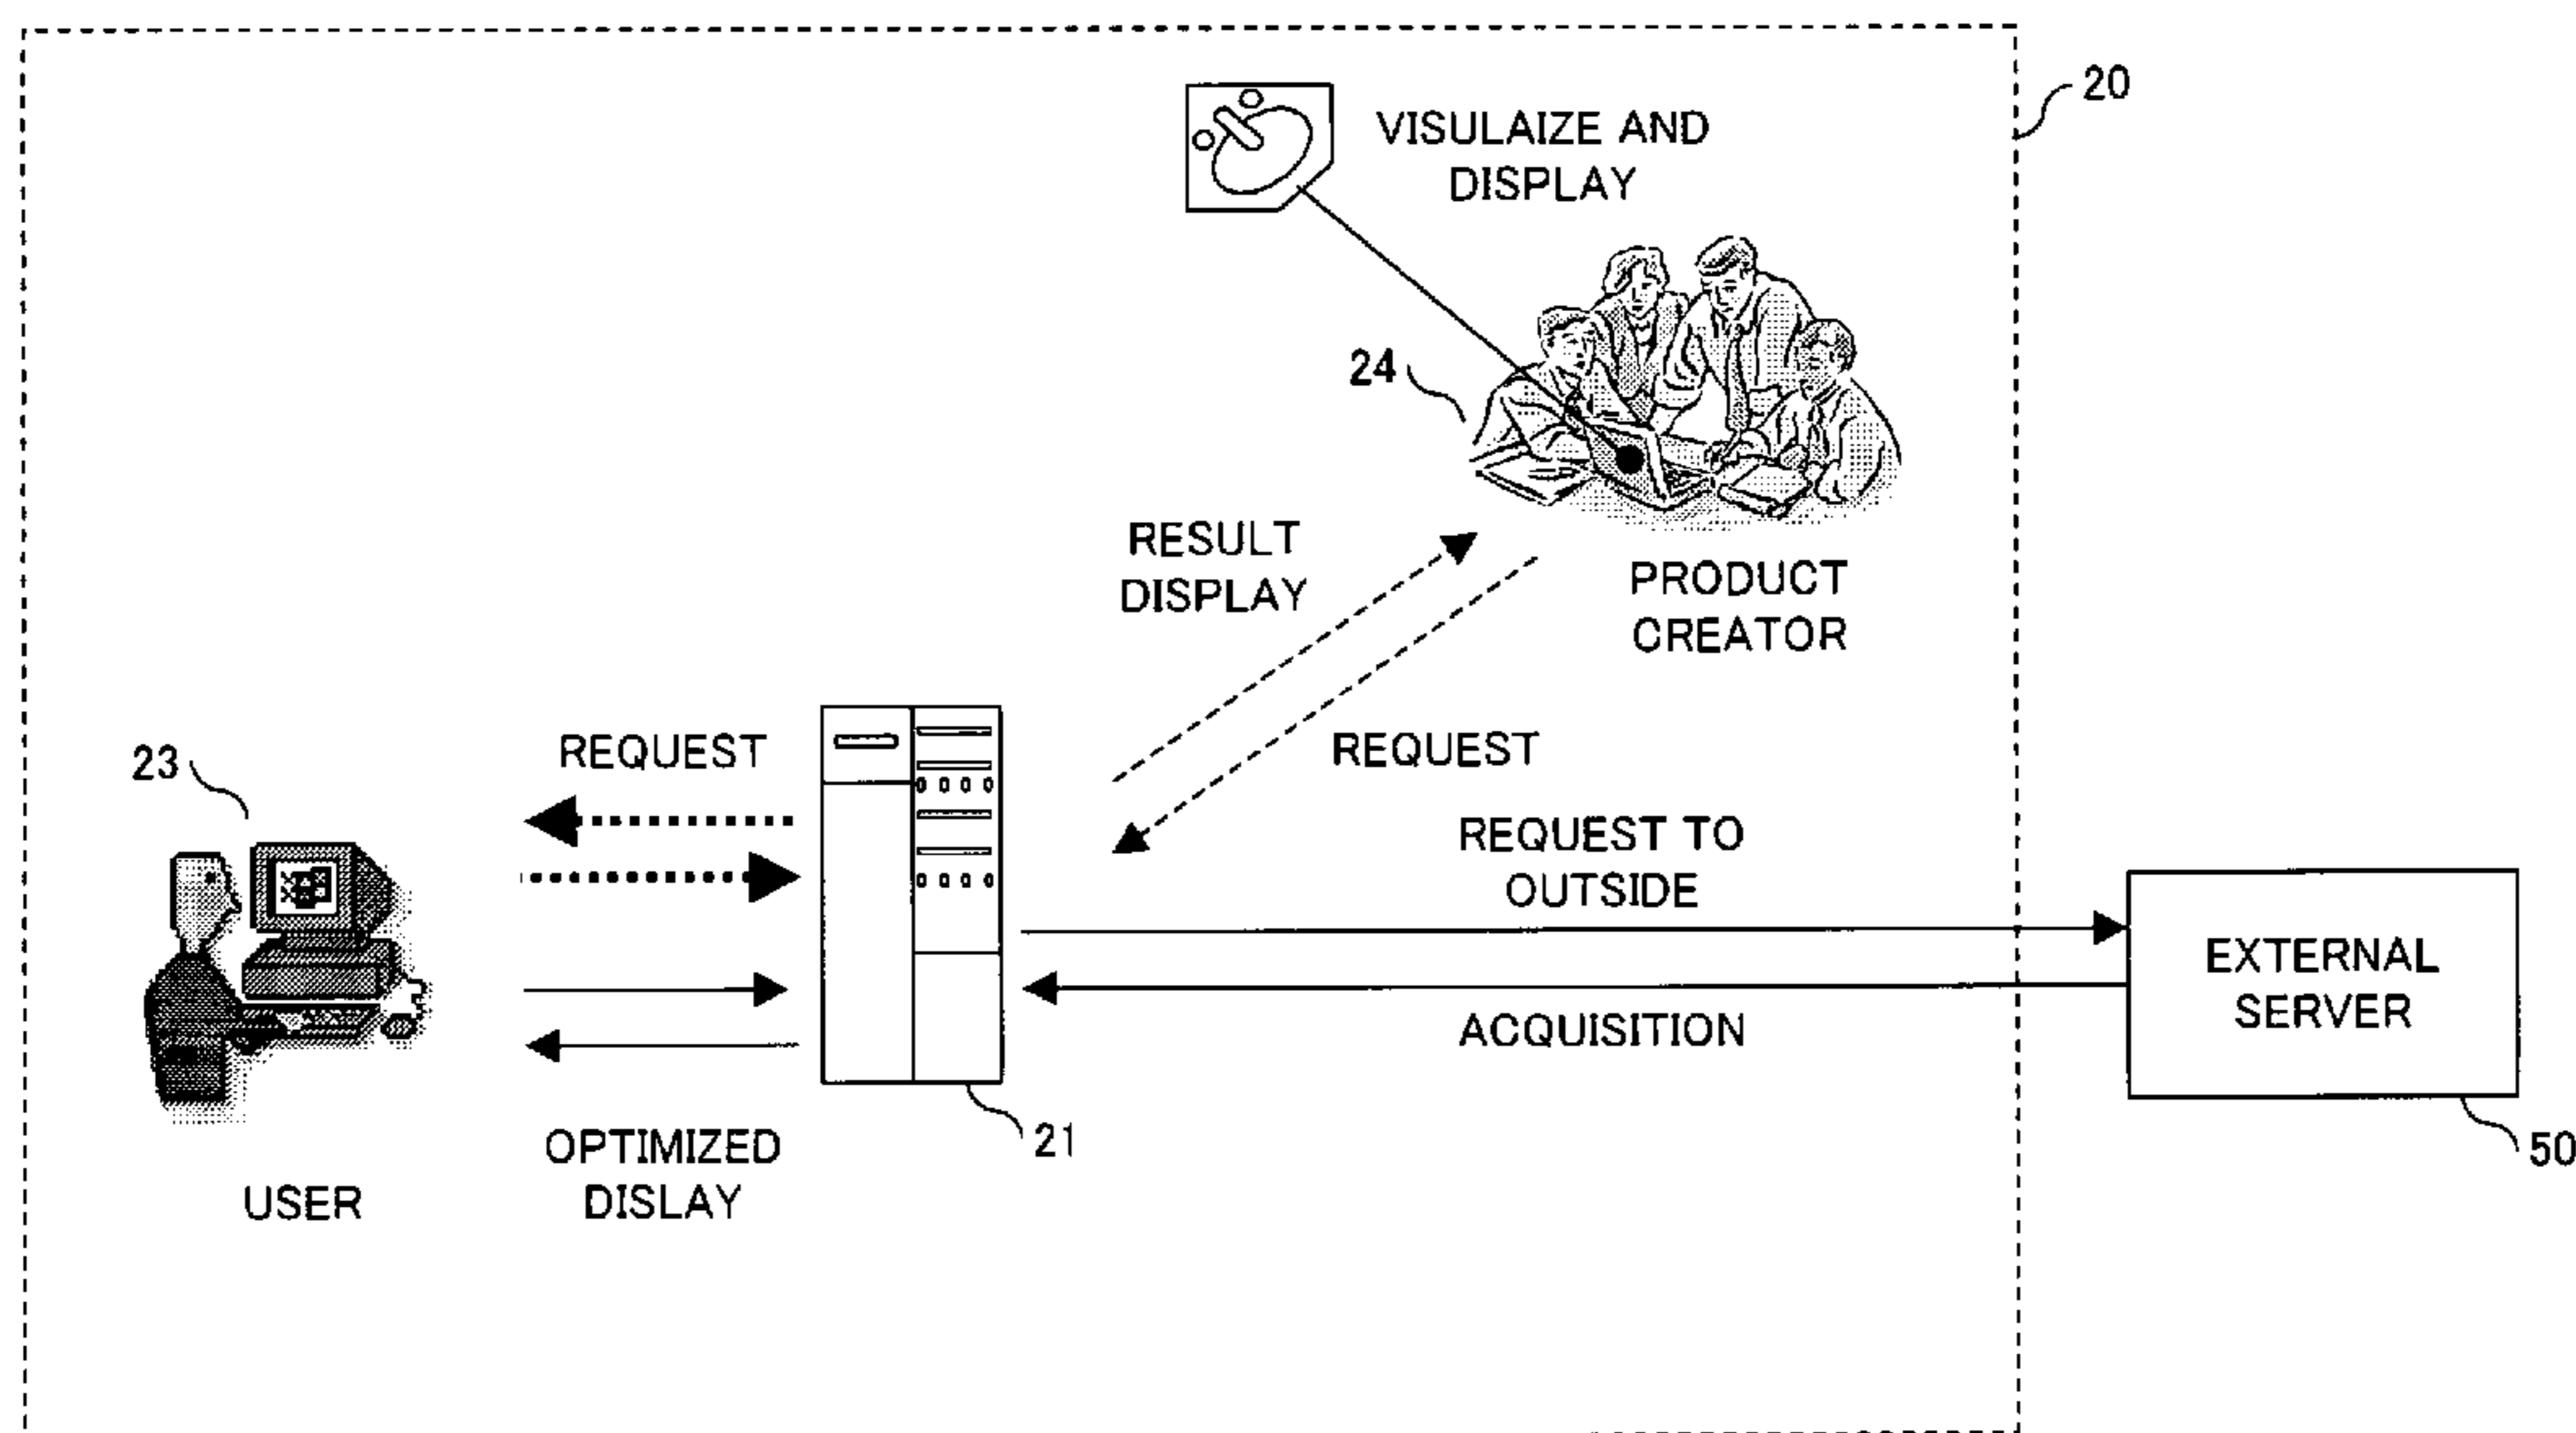 20
VISULAIZE AND
DISPLAY
24
RESULT
DISPLAY
PRODUCT
CREATOR
23
REQUEST
REQUEST
REQUEST TO
OUTSIDE
EXTERNAL
SERVER
ACQUISITION
21
50
OPTIMIZED
DISLAY
USER